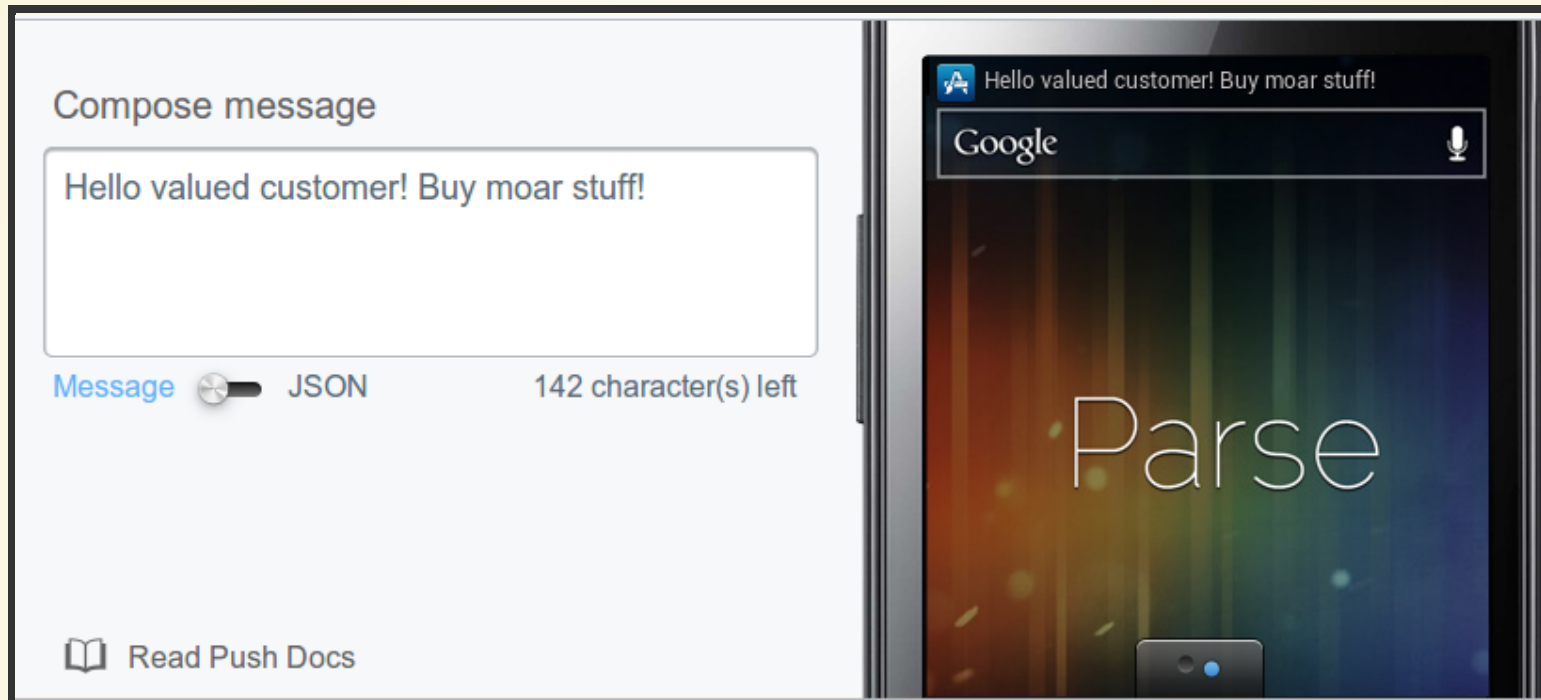 Compose message
Hello valued customer! Buy moar stuff!
Message JSON 142 character(s) left
Read Push Docs
Hello valued customer! Buy moar stuff!
Google
Parse